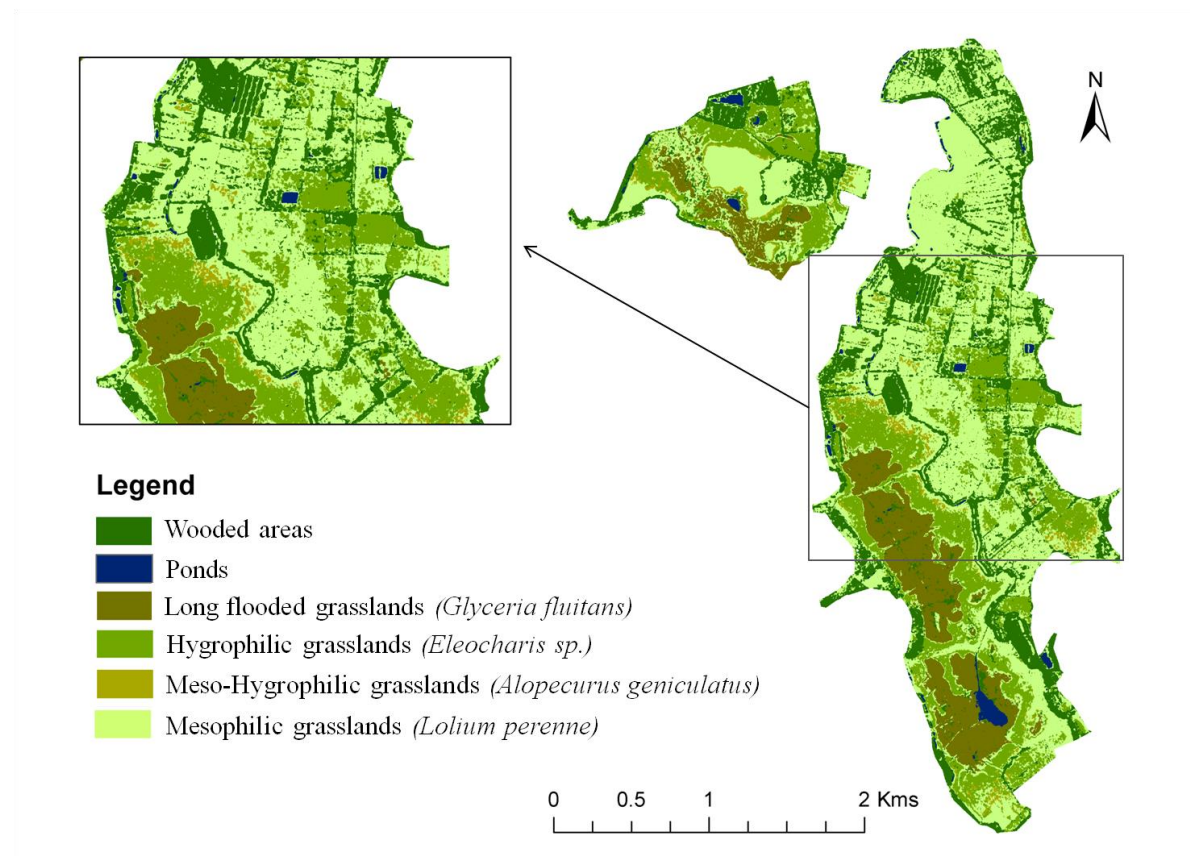 N
Legend
Wooded areas
Ponds
Long flooded grasslands (Glyceria fluitans)
Hygrophilic grasslands (Eleocharis sp.)
Meso-Hygrophilic grasslands (Alopecurus geniculatus)
Mesophilic grasslands (Lolium perenne)
0 0.5 1 2 Kms